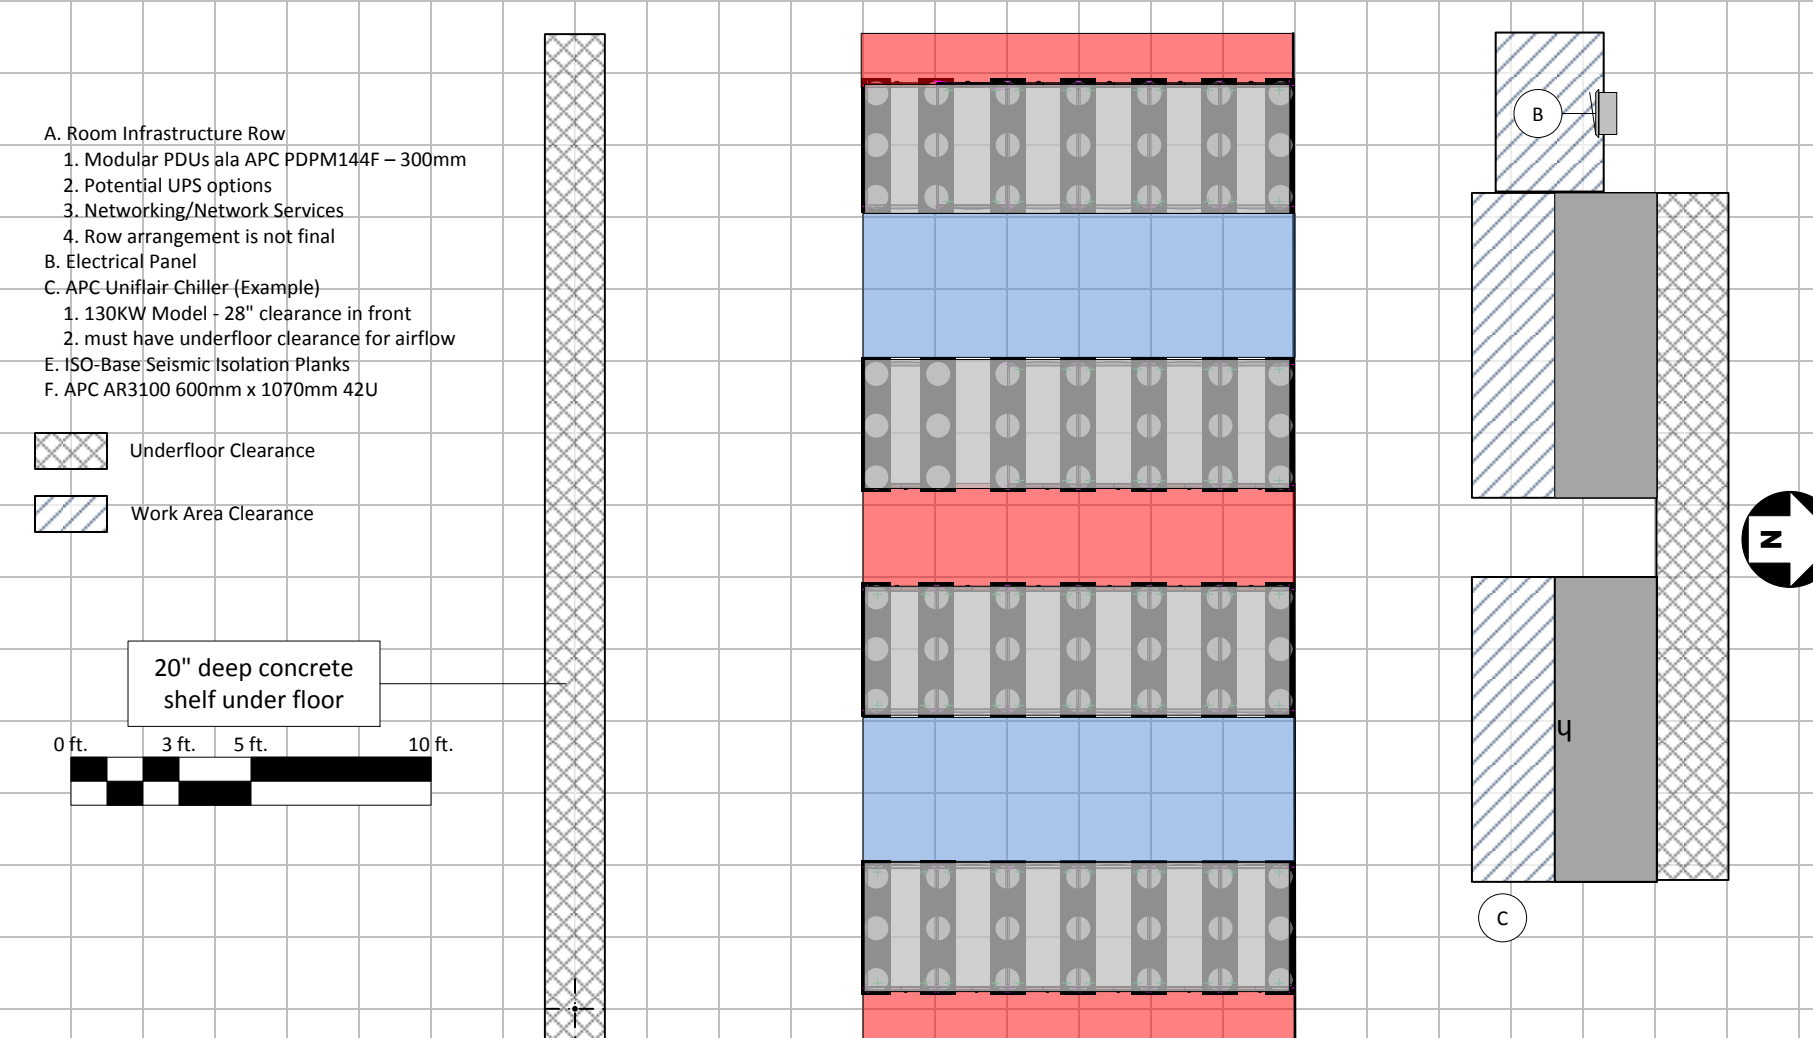 A. Room Infrastructure Row
1. Modular PDUs ala APC PDPM144F – 300mm
2. Potential UPS options
3. Networking/Network Services
4. Row arrangement is not final
B. Electrical Panel
C. APC Uniflair Chiller (Example)
1. 130KW Model - 28" clearance in front
2. must have underfloor clearance for airflow
E. ISO-Base Seismic Isolation Planks
F. APC AR3100 600mm x 1070mm 42U
Underfloor Clearance
Work Area Clearance
20" deep concrete
shelf under floor
0 ft. 3 ft. 5 ft. 10 ft.
B
N
C